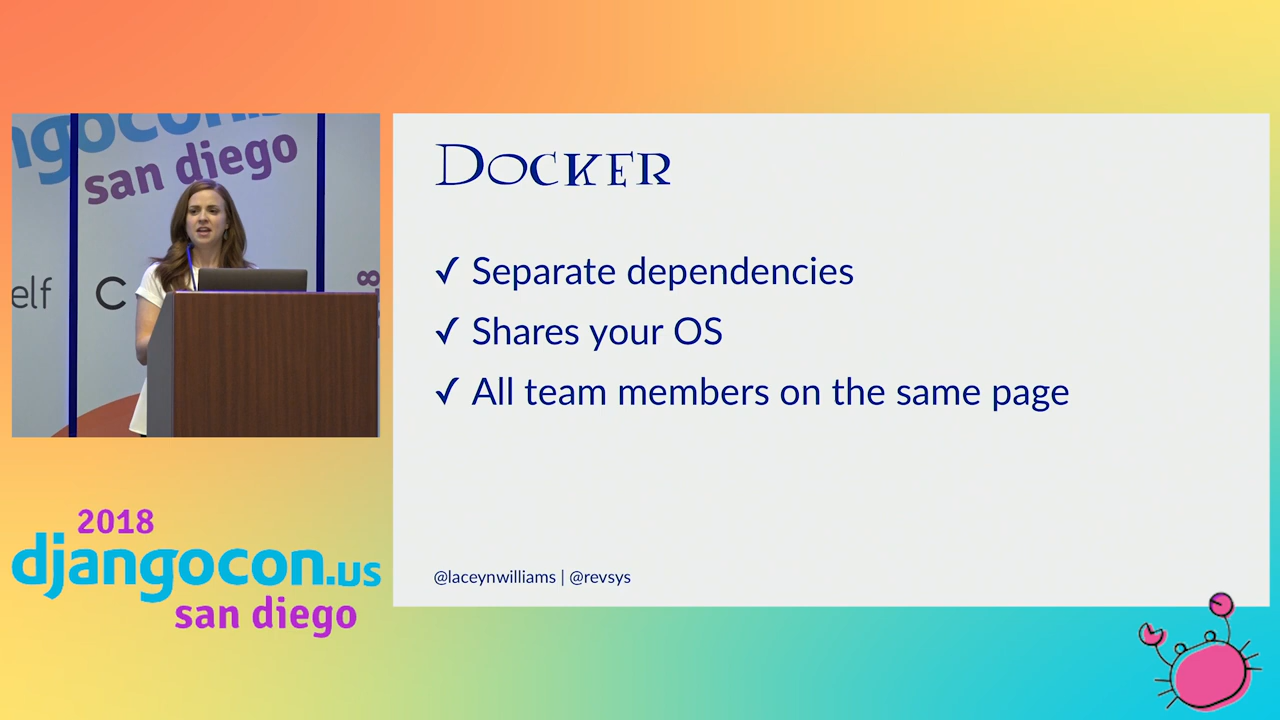 ngocon.
san diego
elf
C
DOCKER
✓ Separate dependencies
✓ Shares your OS
✓ All team members on the same page
@laceynwilliams | @revsys
2018
djangocon.us
san diego